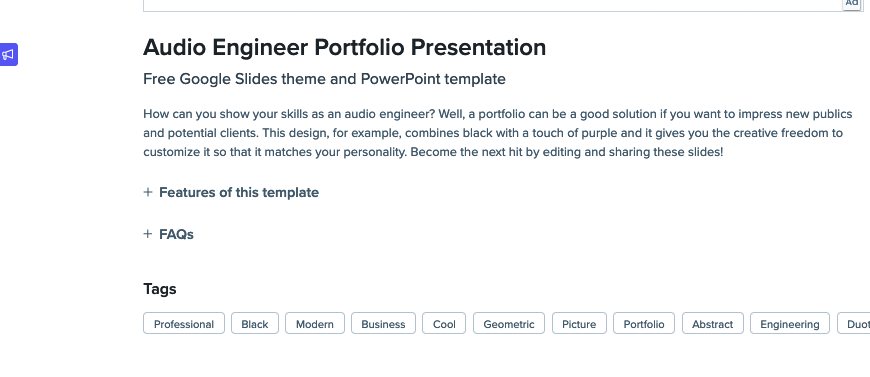 Ad
Audio Engineer Portfolio Presentation
Free Google Slides theme and PowerPoint template
How can you show your skills as an audio engineer? Well, a portfolio can be a good solution if you want to impress new publics
and potential clients. This design, for example, combines black with a touch of purple and it gives you the creative freedom to
customize it so that it matches your personality. Become the next hit by editing and sharing these slides!
+ Features of this template
+ FAQs
Tags
Professional Black Modern Business Cool Geometric Picture Portfolio Abstract Engineering